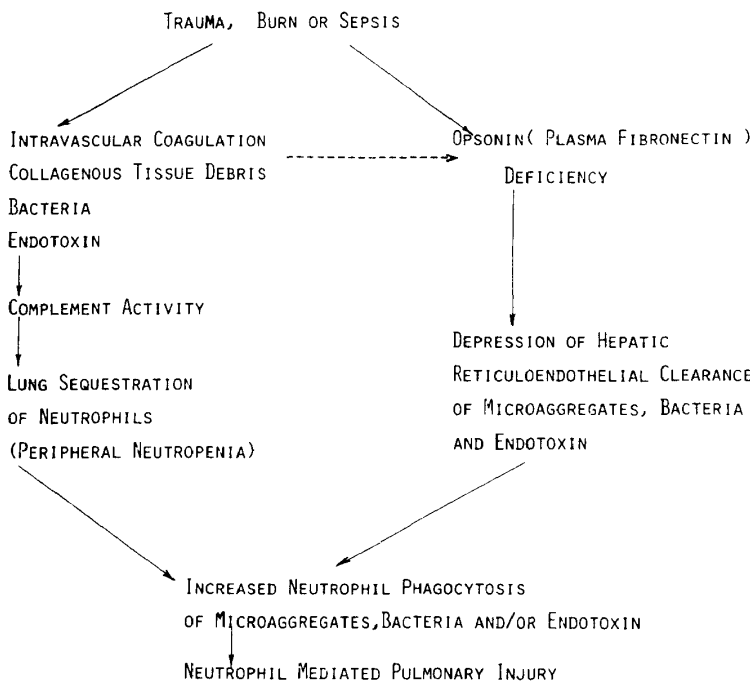 TRAUMA, BURN OR SEPSIS
INTRAVASCULAR COAGULATION
COLLAGENOUS TISSUE DEBRIS
BACTERIA
ENDOTOXIN
COMPLEMENT ACTIVITY
LUNG SEQUESTRATION
OF NEUTROPHILS
(PERIPHERAL NEUTROPENIA)
OPSONIN( PLASMA FIBRONECTIN )
DEFICIENCY
DEPRESSION OF HEPATIC
RETICULOENDOTHELIAL CLEARANCE
OF MICROAGGREGATES, BACTERIA
AND ENDOTOXIN
INCREASED NEUTROPHIL PHAGOCYTOSIS
OF MICROAGGREGATES,BACTERIA AND/OR ENDOTOXIN
NEUTROPHIL MEDIATED PULMONARY INJURY